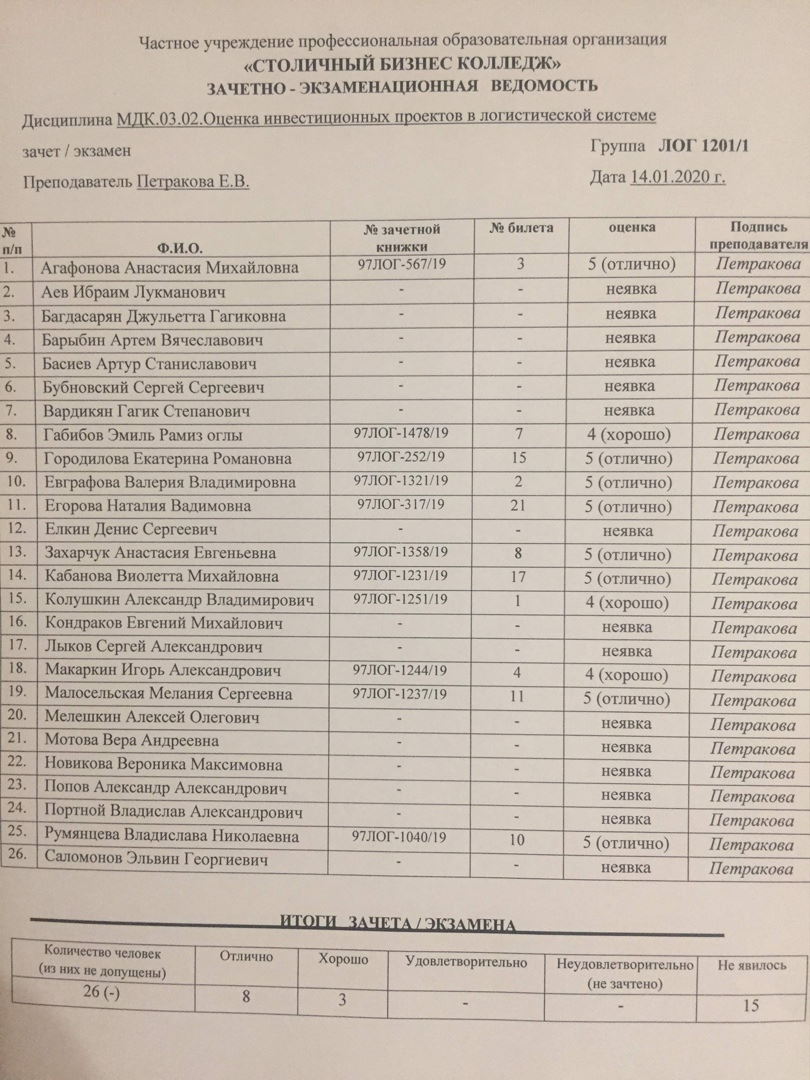 Частное учреждение профессиональная образовательная организация
«СТОЛИЧНЫЙ БИЗНЕС КОЛЛЕДЖ»
ЗАЧЕТНО - ЭКЗАМЕНАЦИОННАЯ ВЕДОМОСТЬ
Дисциплина МДК.03.02.Оценка инвестиционных проектов в логистической системе
зачет / экзамен Группа ЛОГ 1201/1
Преподаватель Петракова Е.В. Дата 14.01.2020 г.
№ п/п Ф.И.О. № зачетной книжки № билета оценка Подпись преподавателя
1. Агафонова Анастасия Михайловна 97ЛОГ-567/19 3 5 (отлично) Петракова
2. Аев Ибраим Лукманович - - неявка Петракова
3. Багдасарян Джульетта Гагиковна - - неявка Петракова
4. Барыбин Артем Вячеславович - - неявка Петракова
5. Басиев Артур Станиславович - - неявка Петракова
6. Бубновский Сергей Сергеевич - - неявка Петракова
7. Вардикян Гагик Степанович - - неявка Петракова
8. Габибов Эмиль Рамиз оглы 97ЛОГ-1478/19 7 4 (хорошо) Петракова
9. Городилова Екатерина Романовна 97ЛОГ-252/19 15 5 (отлично) Петракова
10. Евграфова Валерия Владимировна 97ЛОГ-1321/19 2 5 (отлично) Петракова
11. Егорова Наталия Вадимовна 97ЛОГ-317/19 21 5 (отлично) Петракова
12. Елкин Денис Сергеевич - - неявка Петракова
13. Захарчук Анастасия Евгеньевна 97ЛОГ-1358/19 8 5 (отлично) Петракова
14. Кабанова Виолетта Михайловна 97ЛОГ-1231/19 17 5 (отлично) Петракова
15. Колушкин Александр Владимирович 97ЛОГ-1251/19 1 4 (хорошо) Петракова
16. Кондраков Евгений Михайлович - - неявка Петракова
17. Лыков Сергей Александрович - - неявка Петракова
18. Макаркин Игорь Александрович 97ЛОГ-1244/19 4 4 (хорошо) Петракова
19. Малосельская Мелания Сергеевна 97ЛОГ-1237/19 11 5 (отлично) Петракова
20. Мелешкин Алексей Олегович - - неявка Петракова
21. Мотова Вера Андреевна - - неявка Петракова
22. Новикова Вероника Максимовна - - неявка Петракова
23. Попов Александр Александрович - - неявка Петракова
24. Портной Владислав Александрович - - неявка Петракова
25. Румянцева Владислава Николаевна 97ЛОГ-1040/19 10 5 (отлично) Петракова
26. Саломонов Эльвин Георгиевич - - неявка Петракова
ИТОГИ ЗАЧЕТА / ЭКЗАМЕНА
Количество человек (из них не допущены) Отлично Хорошо Удовлетворительно Неудовлетворительно (не зачтено) Не явилось
26 (-) 8 3 - - 15